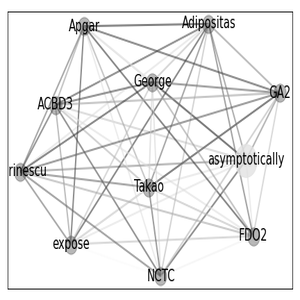 Apgar
Adipositas
George
GA2
ACBD3
asymptotically
rinescu
Takao
FDO2
expose
NCTC